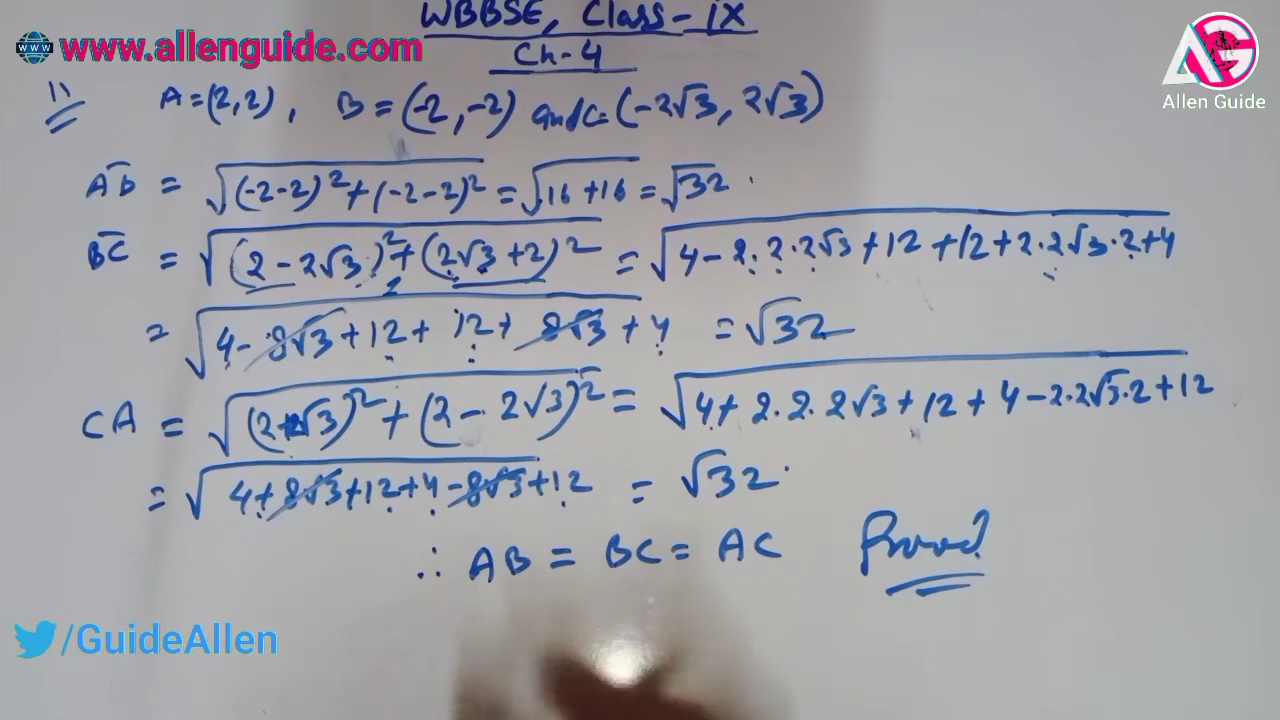 WBBSE, Class-IX
www www.allenguide.com
Ch-4
AG
Allen Guide
11 A=(2,2), B=(-2,-2) and C=(-2√3, 2√3)
AB = √(-2-2)²+(-2-2)² = √16+16 = √32.
BC = √(2-2√3)²+(2√3+2)² = √4-2.2.2√3+12+12+2.2√3.2+4
= √4-8√3+12+12+8√3+4 = √32
CA = √(2+2√3)²+(2-2√3)² = √4+2.2.2√3+12+4-2.2√3.2+12
= √4+8√3+12+4-8√3+12 = √32.
∴ AB = BC = AC Proved
/GuideAllen